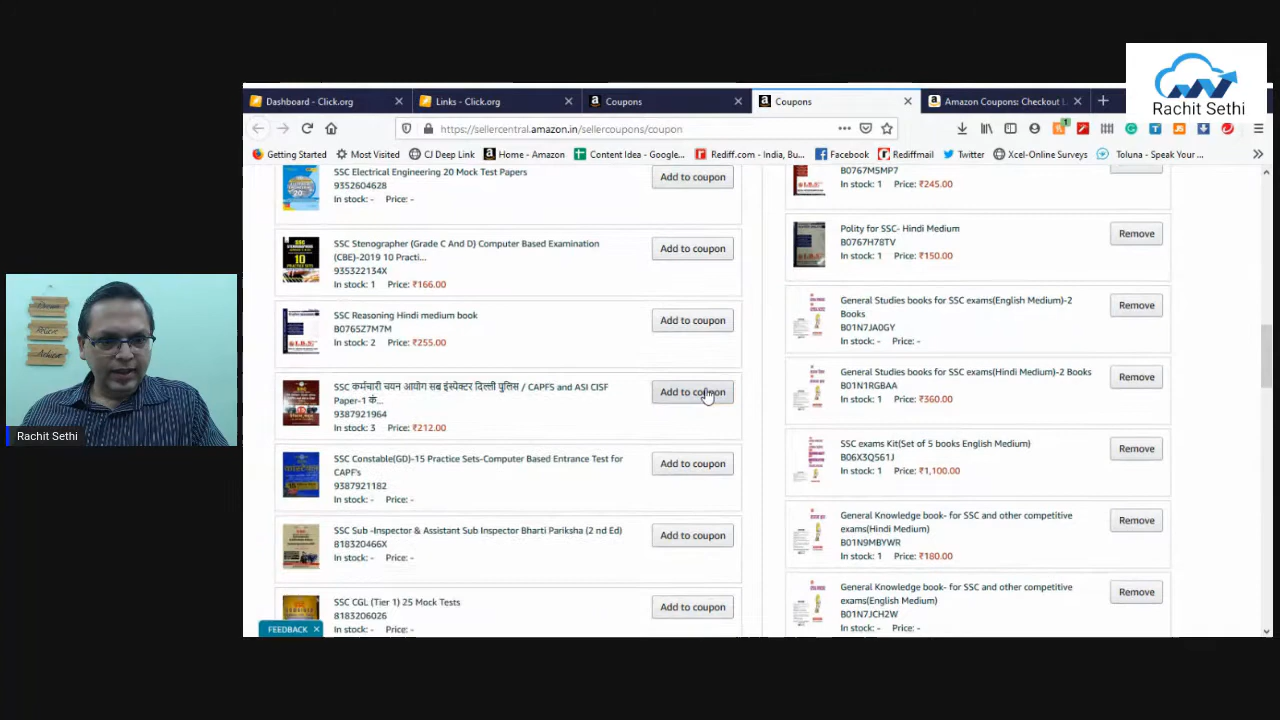 Rachit Sethi
Dashboard - Click.org
Links - Click.org
Coupons
Coupons
Amazon Coupons: Checkout L
https://sellercentral.amazon.in/sellercoupons/coupon
1
Getting Started
Most Visited
CJ Deep Link
Home - Amazon
Content Idea - Google...
Rediff.com - India, Bu...
Facebook
Rediffmail
Twitter
Xcel-Online Surveys
Toluna - Speak Your ...
SSC Electrical Engineering 20 Mock Test Papers
9352604628
In stock: - Price: -
Add to coupon
SSC Stenographer (Grade C And D) Computer Based Examination
(CBE)-2019 10 Practi...
935322134X
In stock: 1 Price: ₹166.00
Add to coupon
SSC Reasoning Hindi medium book
B0765Z7M7M
In stock: 2 Price: ₹255.00
Add to coupon
SSC कर्मचारी चयन आयोग सब इंस्पेक्टर दिल्ली पुलिस / CAPFS and ASI CISF
Paper-1 के...
9387921964
In stock: 3 Price: ₹212.00
Add to coupon
SSC Constable(GD)-15 Practice Sets-Computer Based Entrance Test for
CAPF's
9387921182
In stock: - Price: -
Add to coupon
SSC Sub -Inspector & Assistant Sub Inspector Bharti Pariksha (2 nd Ed)
818320466X
In stock: - Price: -
Add to coupon
SSC CGL (Tier 1) 25 Mock Tests
8183206026
In stock: - Price: -
Add to coupon
FEEDBACK
B0767M5MP7
In stock: 1 Price: ₹245.00
Polity for SSC- Hindi Medium
B0767H78TV
In stock: 1 Price: ₹150.00
Remove
General Studies books for SSC exams(English Medium)-2
Books
B01N7JA0GY
In stock: - Price: -
Remove
General Studies books for SSC exams(Hindi Medium)-2 Books
B01N1RGBAA
In stock: 1 Price: ₹360.00
Remove
SSC exams Kit(Set of 5 books English Medium)
B06X3QS61J
In stock: 1 Price: ₹1,100.00
Remove
General Knowledge book- for SSC and other competitive
exams(Hindi Medium)
B01N9MBYWR
In stock: 1 Price: ₹180.00
Remove
General Knowledge book- for SSC and other competitive
exams(English Medium)
B01N7JCH2W
In stock: - Price: -
Remove
Rachit Sethi